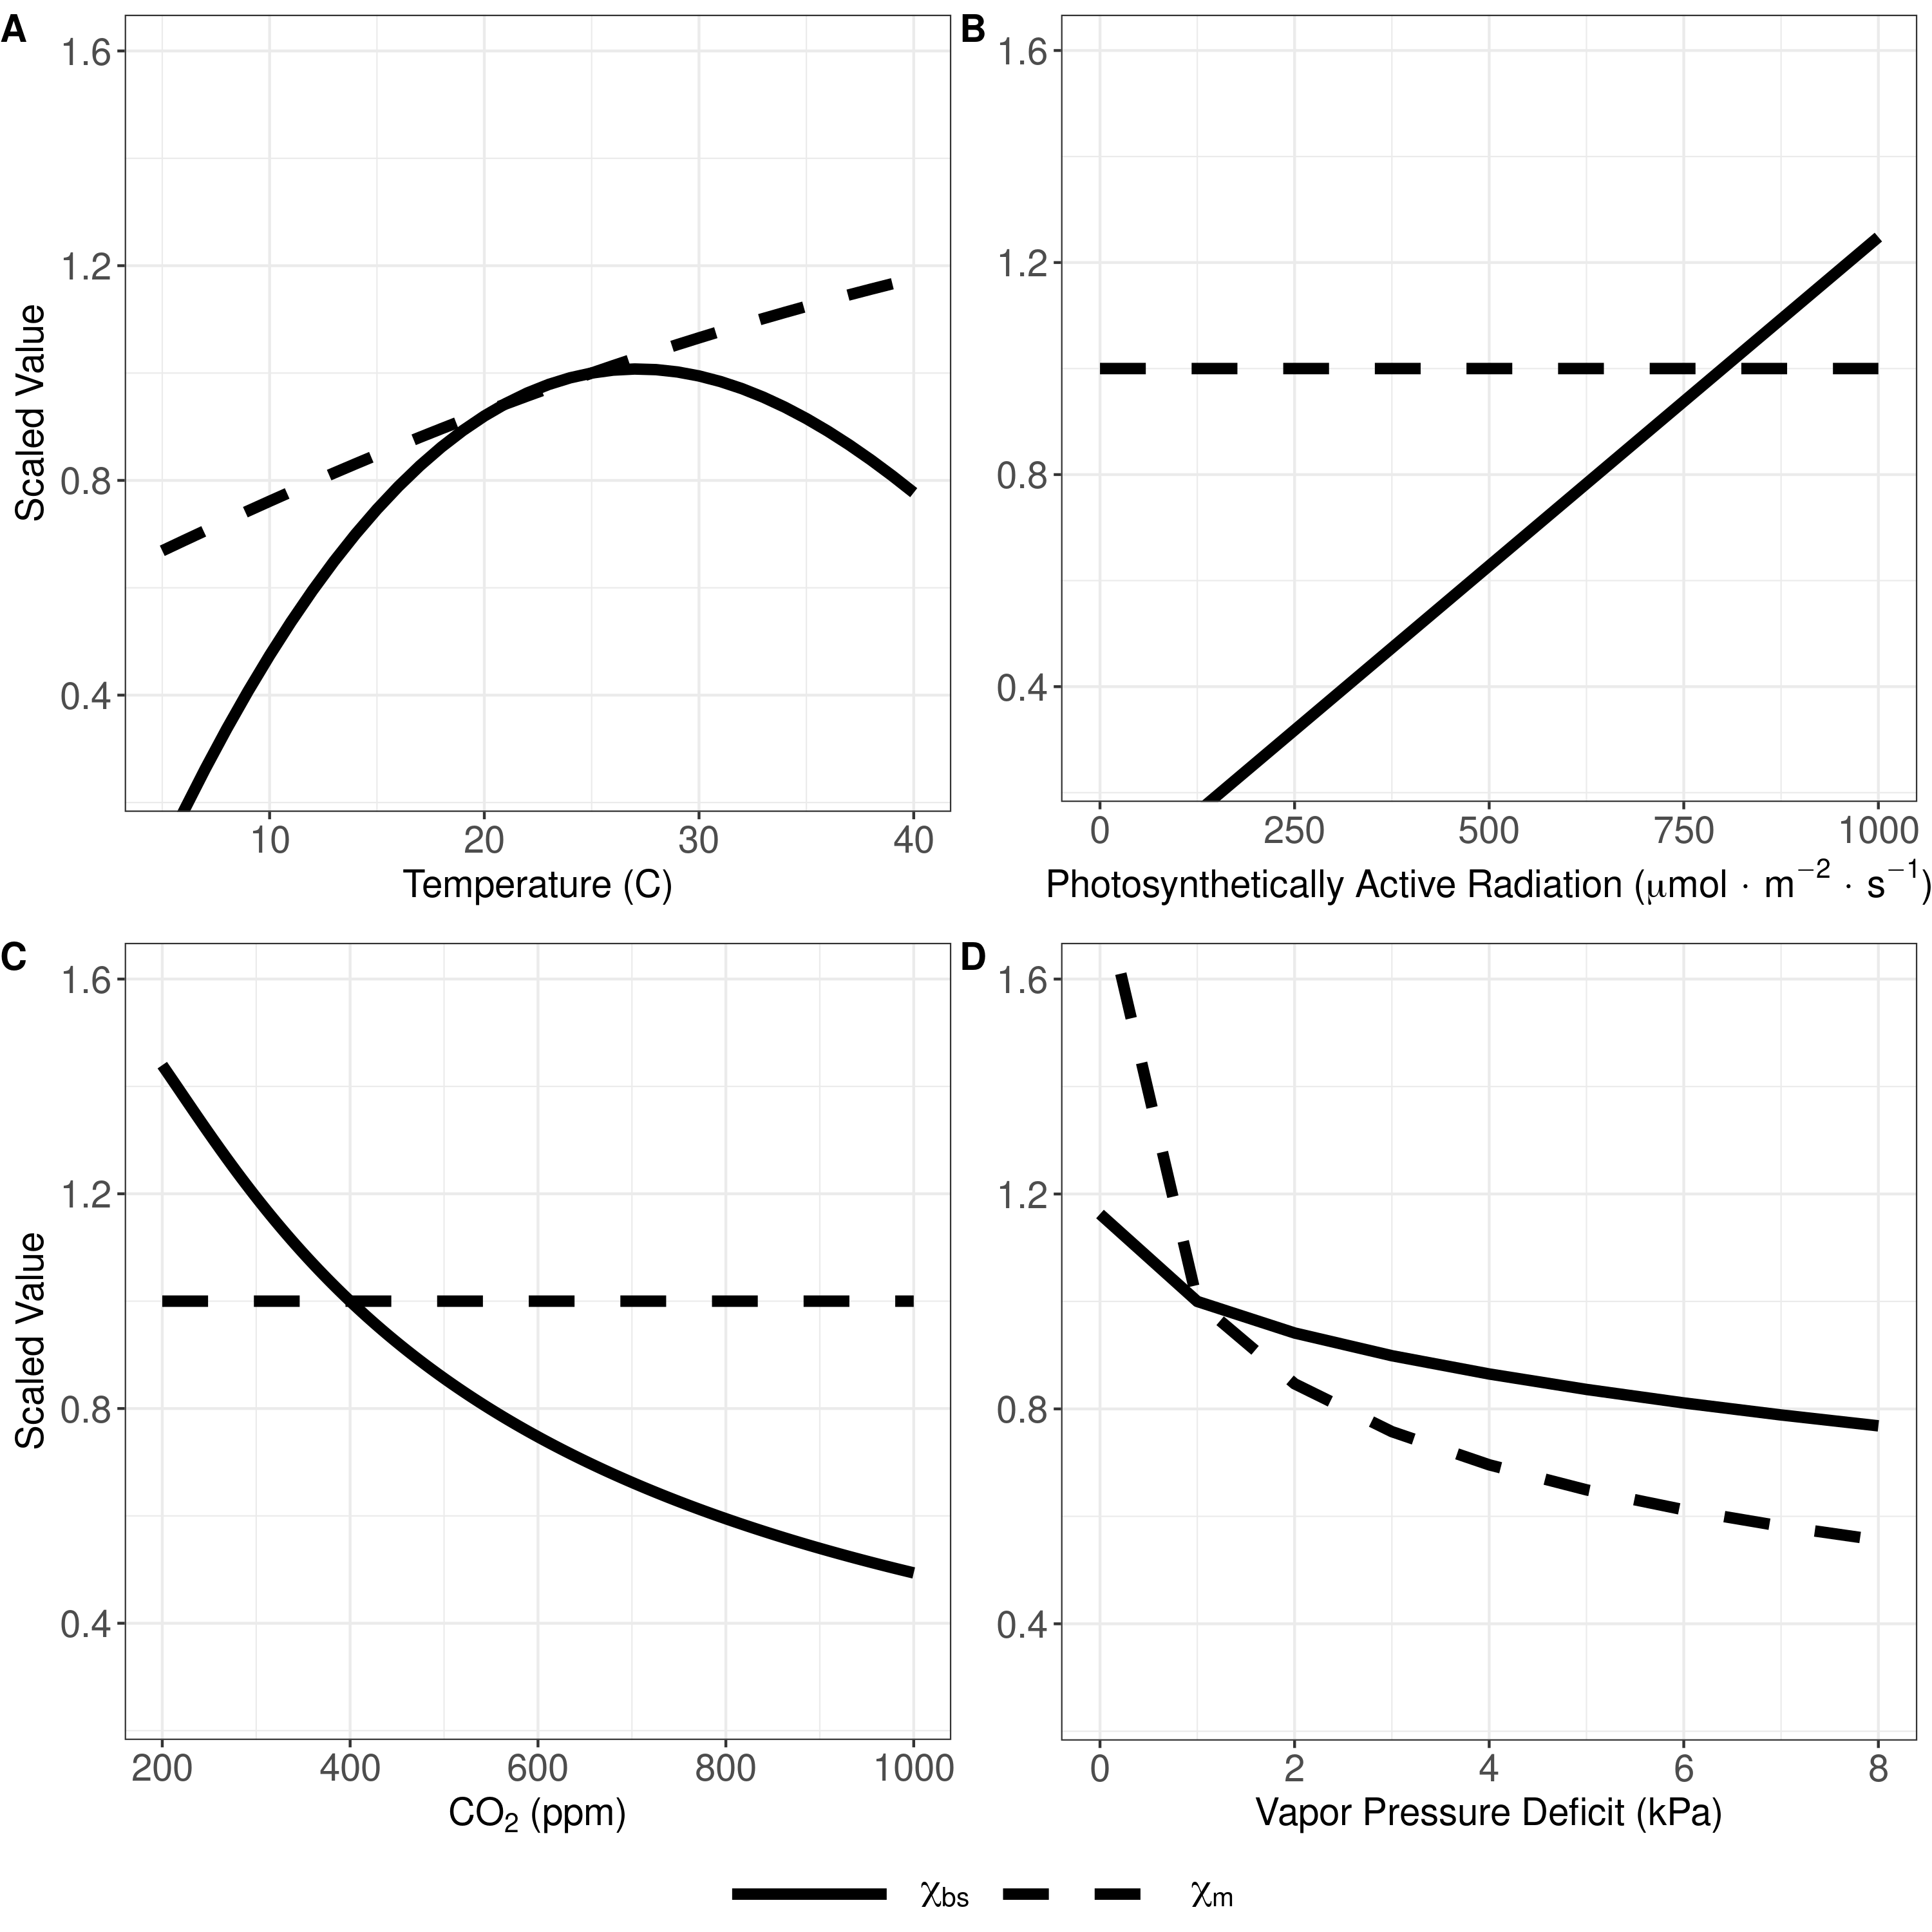 A
1.6
1.2
0.8
0.4
Scaled Value
10 20 30 40
Temperature (C)
B
1.6
1.2
0.8
0.4
0 250 500 750 1000
Photosynthetically Active Radiation (μmol · m⁻² · s⁻¹)
C
1.6
1.2
0.8
0.4
Scaled Value
200 400 600 800 1000
CO₂ (ppm)
D
1.6
1.2
0.8
0.4
0 2 4 6 8
Vapor Pressure Deficit (kPa)
χbs χm